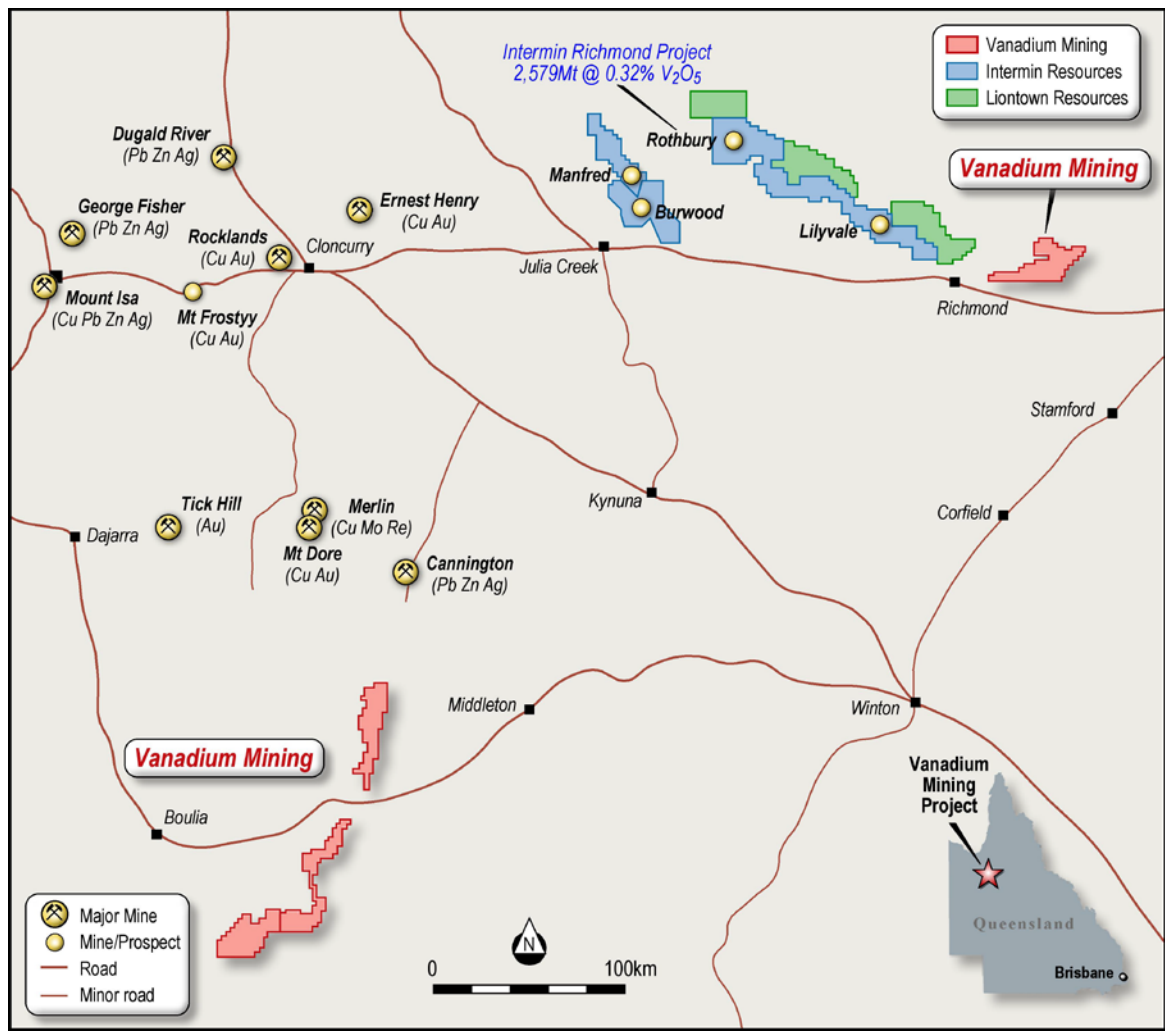 Intermin Richmond Project
2,579Mt @ 0.32% V₂O₅
Vanadium Mining
Intermin Resources
Liontown Resources
Dugald River
(Pb Zn Ag)
Rothbury
Manfred
Vanadium Mining
George Fisher
(Pb Zn Ag)
Ernest Henry
(Cu Au)
Burwood
Lilyvale
Rocklands
(Cu Au)
Cloncurry
Julia Creek
Mount Isa
(Cu Pb Zn Ag)
Mt Frostyy
(Cu Au)
Richmond
Stamford
Tick Hill
(Au)
Merlin
(Cu Mo Re)
Kynuna
Corfield
Dajarra
Mt Dore
(Cu Au)
Cannington
(Pb Zn Ag)
Middleton
Winton
Vanadium Mining
Vanadium
Mining
Project
Boulia
Major Mine
Mine/Prospect
Road
Minor road
N
0 100km
Queensland
Brisbane